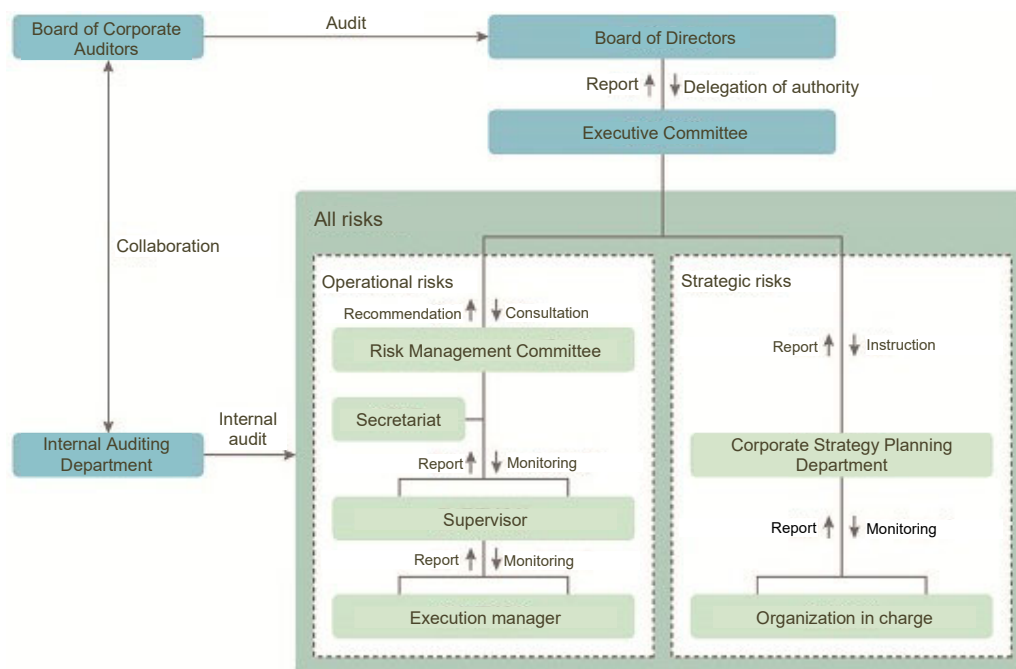 Board of Corporate
Auditors
Audit
Board of Directors
Report
Delegation of authority
Executive Committee
All risks
Collaboration
Operational risks
Recommendation
Consultation
Risk Management Committee
Secretariat
Internal Auditing
Department
Internal
audit
Report
Monitoring
Supervisor
Report
Monitoring
Execution manager
Strategic risks
Report
Instruction
Corporate Strategy Planning
Department
Report
Monitoring
Organization in charge